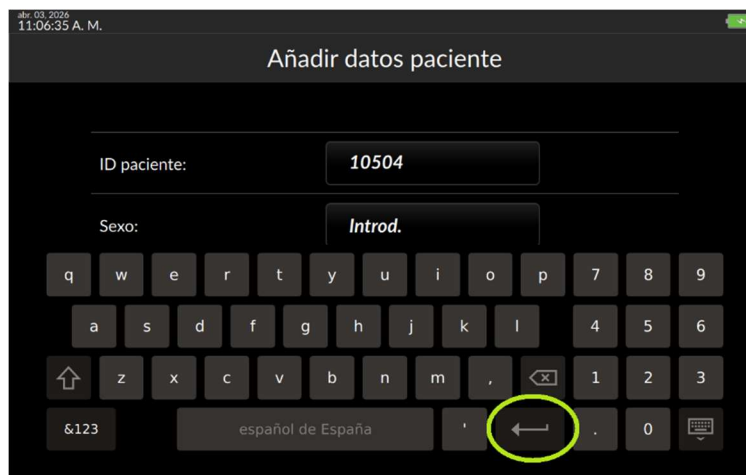 abr. 03, 2026
11:06:35 A. M.
Añadir datos paciente
ID paciente: 10504
Sexo: Introd.
q w e r t y u i o p 7 8 9
a s d f g h j k l 4 5 6
z x c v b n m , 1 2 3
&123 español de España ' . 0